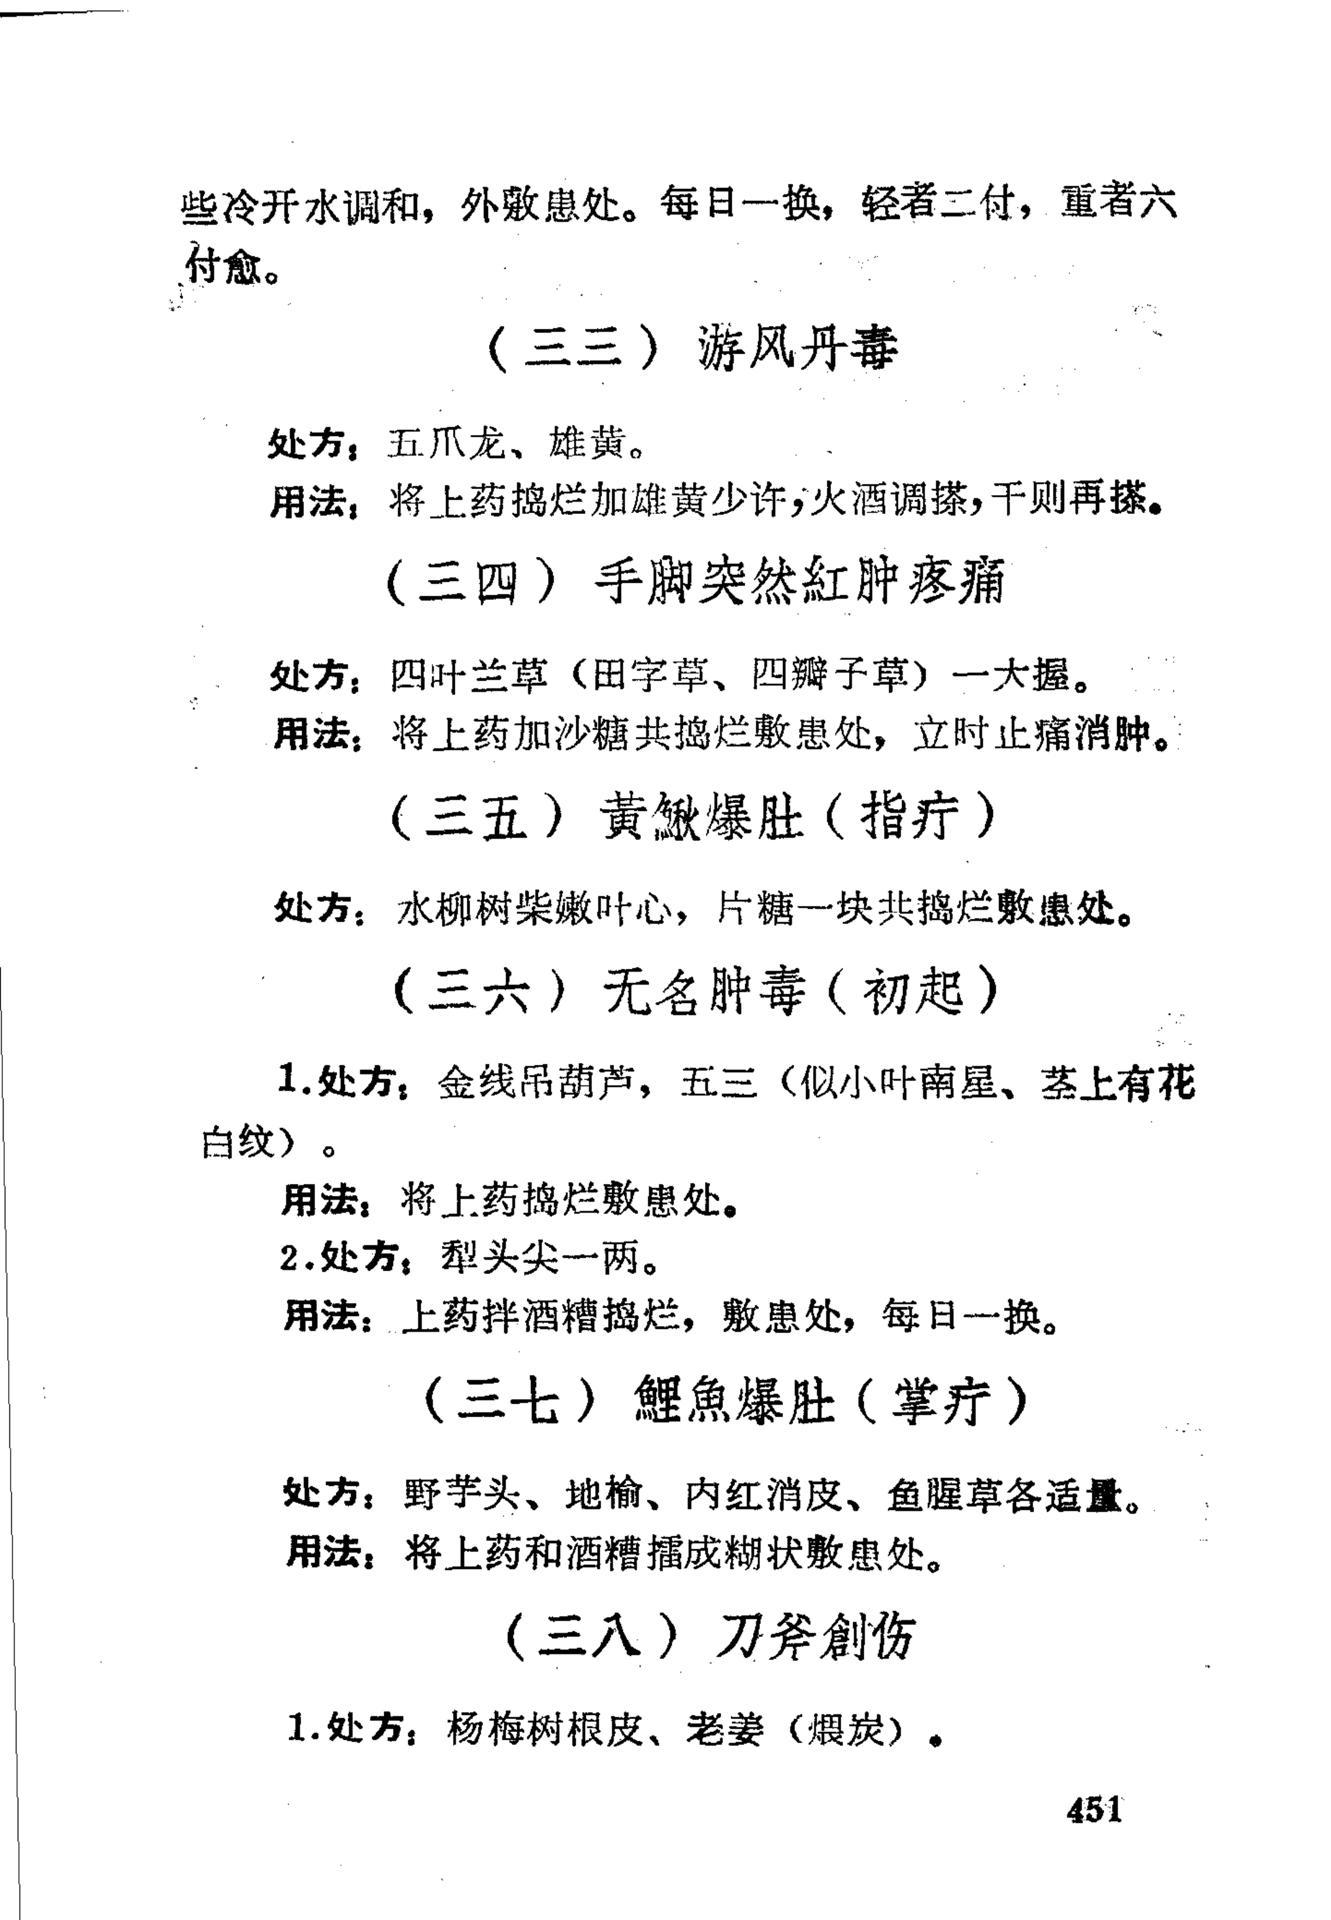 些冷开水调和，外敷患处。每日一换，轻者二付，重者六
付愈。
（三三）游风丹毒
处方：五爪龙、雄黄。
用法：将上药捣烂加雄黄少许，火酒调搽，干则再搽。
（三四）手脚突然紅肿疼痛
处方：四叶兰草（田字草、四瓣子草）一大握。
用法：将上药加沙糖共捣烂敷患处，立时止痛消肿。
（三五）黄鰍爆肚（指疔）
处方：水柳树柴嫩叶心，片糖一块共捣烂敷患处。
（三六）无名肿毒（初起）
1.处方：金线吊葫芦，五三（似小叶南星、茎上有花
白纹）。
用法：将上药捣烂敷患处。
2.处方：犁头尖一两。
用法：上药拌酒糟捣烂，敷患处，每日一换。
（三七）鯉魚爆肚（掌疔）
处方：野芋头、地榆、内红消皮、鱼腥草各适量。
用法：将上药和酒糟擂成糊状敷患处。
（三八）刀斧創伤
1.处方：杨梅树根皮、老姜（煨炭）。
451